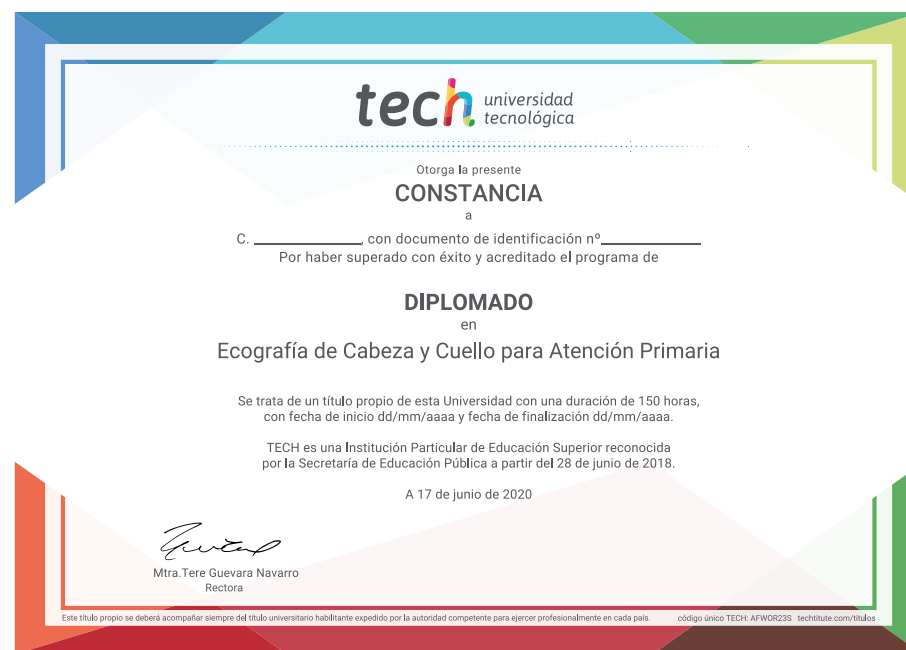 tech universidad
tecnológica
Otorga la presente
CONSTANCIA
a
C. ____________, con documento de identificación nº____________
Por haber superado con éxito y acreditado el programa de
DIPLOMADO
en
Ecografía de Cabeza y Cuello para Atención Primaria
Se trata de un título propio de esta Universidad con una duración de 150 horas,
con fecha de inicio dd/mm/aaaa y fecha de finalización dd/mm/aaaa.
TECH es una Institución Particular de Educación Superior reconocida
por la Secretaría de Educación Pública a partir del 28 de junio de 2018.
A 17 de junio de 2020
Mtra.Tere Guevara Navarro
Rectora
Este título propio se deberá acompañar siempre del título universitario habilitante expedido por la autoridad competente para ejercer profesionalmente en cada país. código único TECH: AFWOR23S techtitute.com/titulos